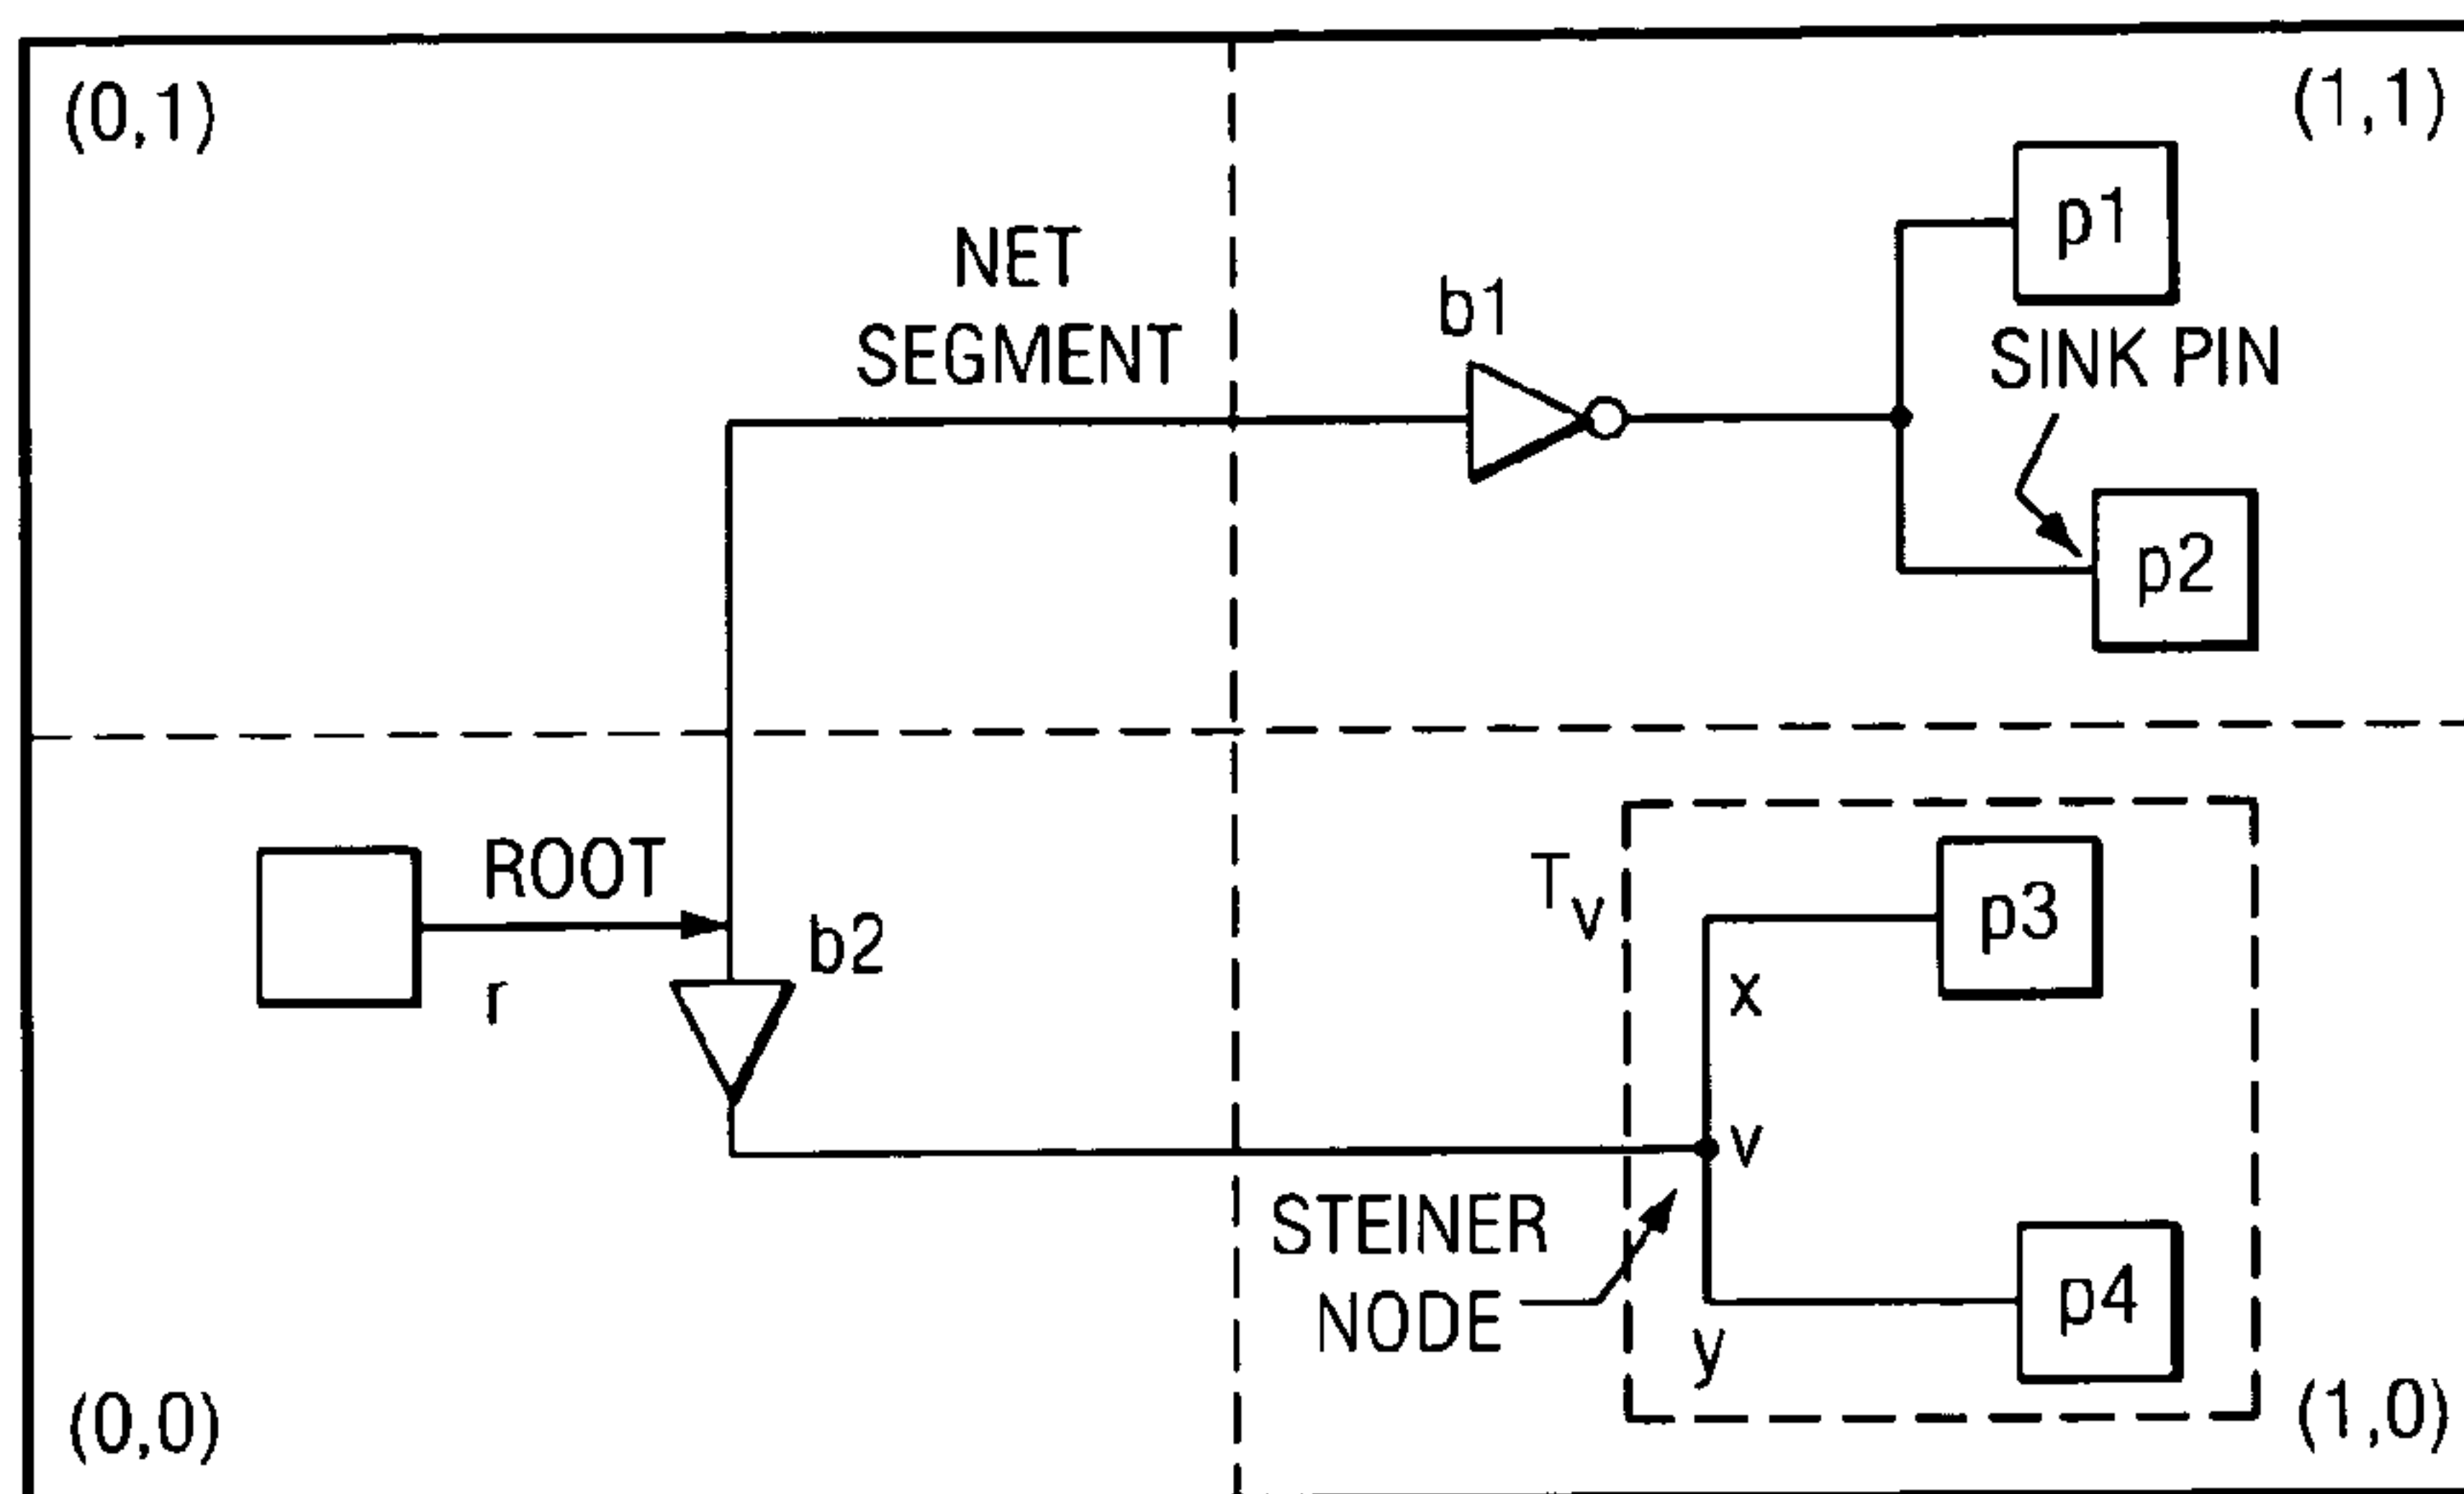 (0,1)
(1,1)
NET
SEGMENT
b1
p1
SINK PIN
p2
ROOT
r
b2
Tv
p3
x
v
STEINER
NODE
y
p4
(0,0)
(1,0)